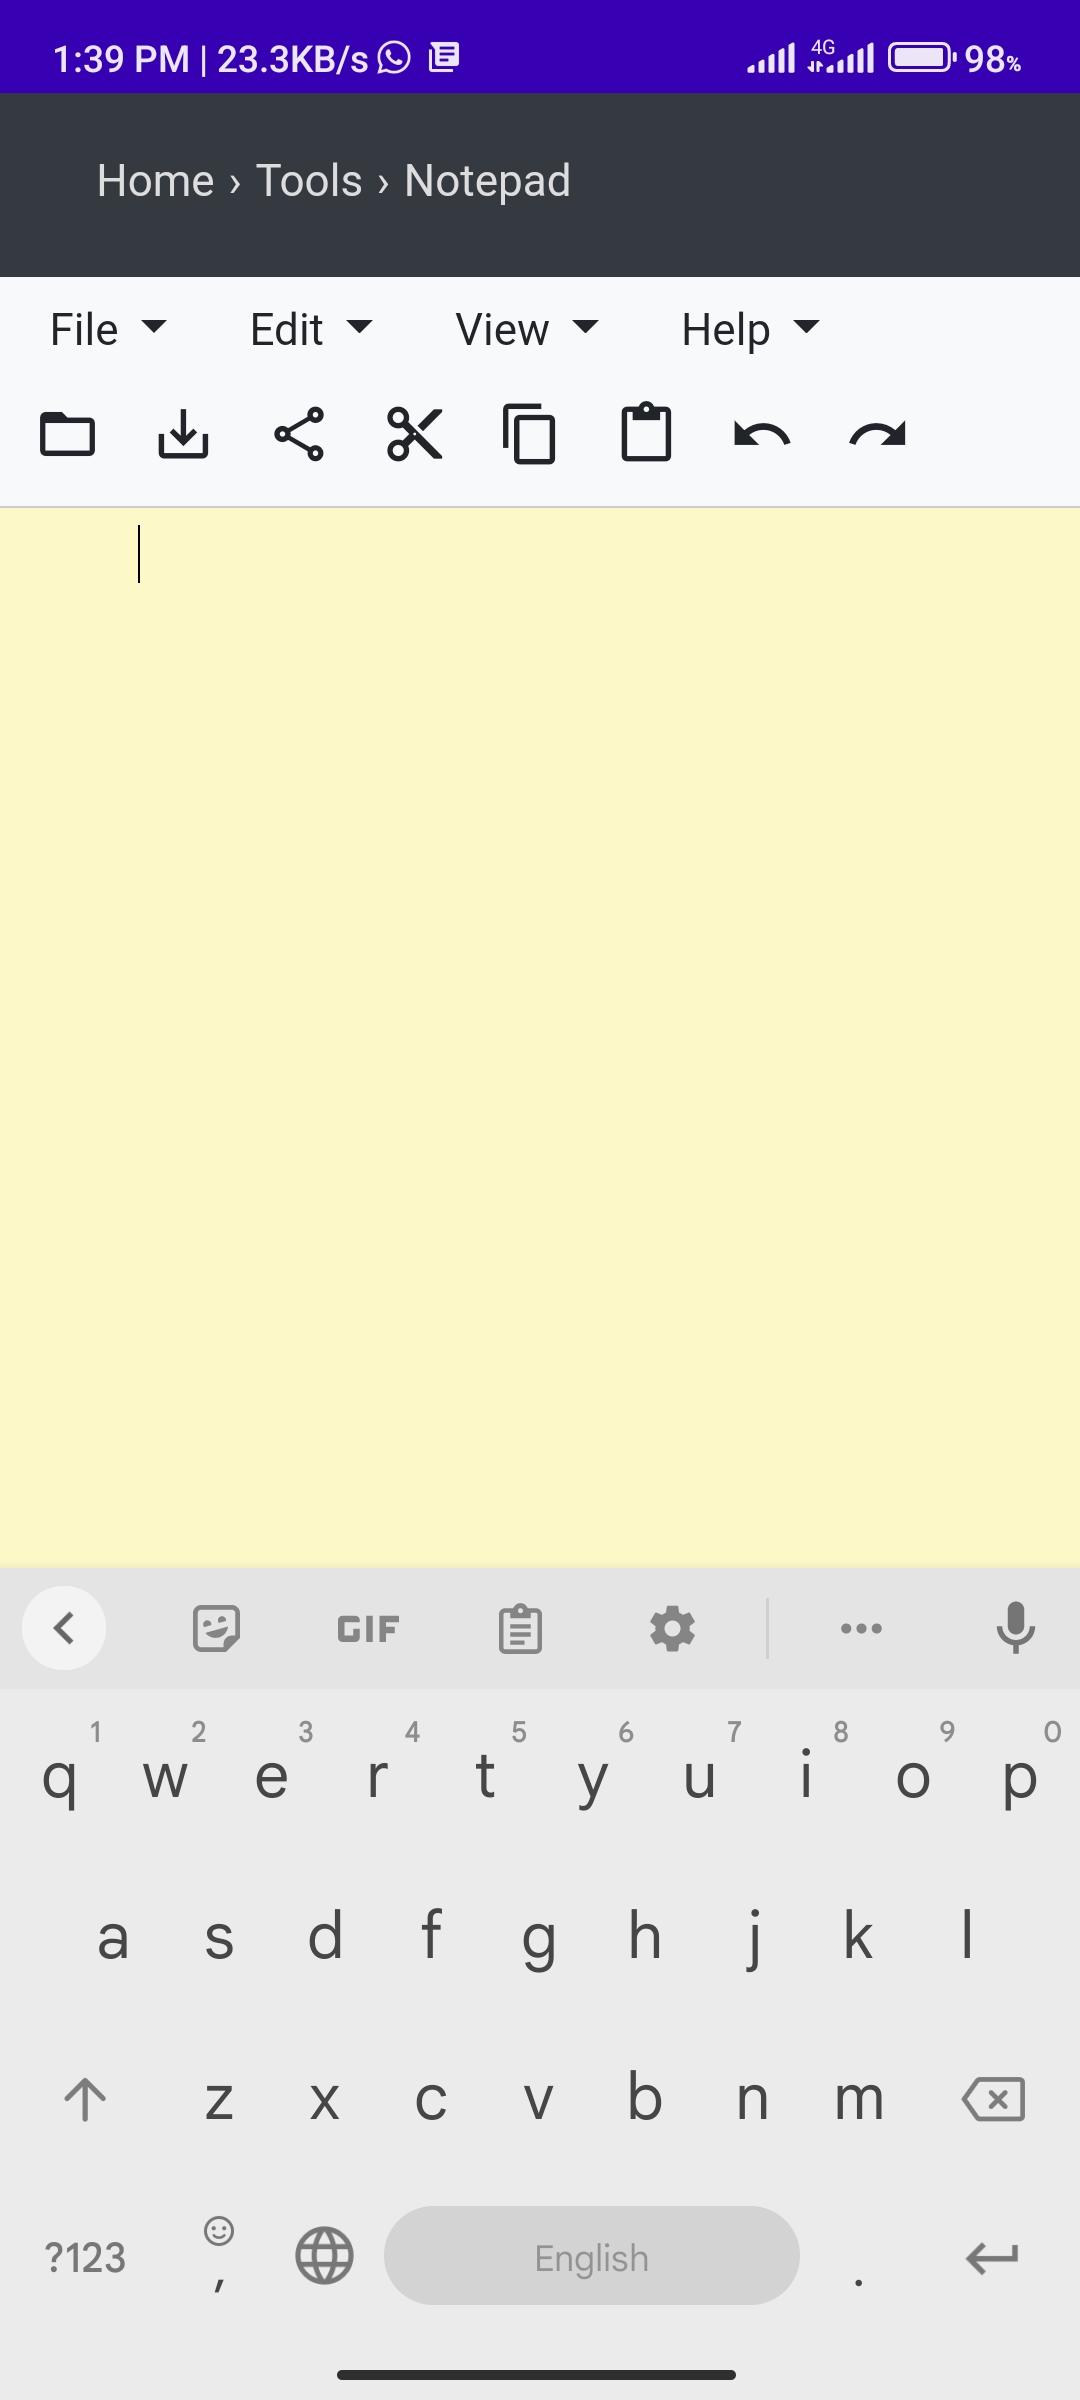 1:39 PM | 23.3KB/s 4G 98%
Home › Tools › Notepad
File Edit View Help
GIF
1 2 3 4 5 6 7 8 9 0
q w e r t y u i o p
a s d f g h j k l
z x c v b n m
?123 , English .